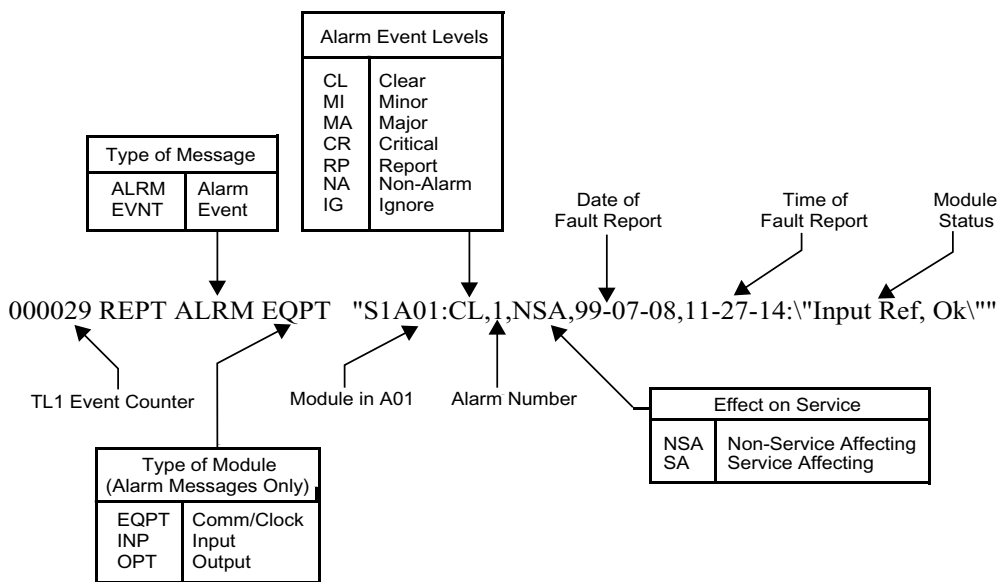 Alarm Event Levels
CL Clear
MI Minor
MA Major
CR Critical
RP Report
NA Non-Alarm
IG Ignore
Type of Message
ALRM Alarm
EVNT Event
Date of
Fault Report
Time of
Fault Report
Module
Status
000029 REPT ALRM EQPT "S1A01:CL,1,NSA,99-07-08,11-27-14:\"Input Ref, Ok\""
TL1 Event Counter
Module in A01
Alarm Number
Effect on Service
NSA Non-Service Affecting
SA Service Affecting
Type of Module
(Alarm Messages Only)
EQPT Comm/Clock
INP Input
OPT Output